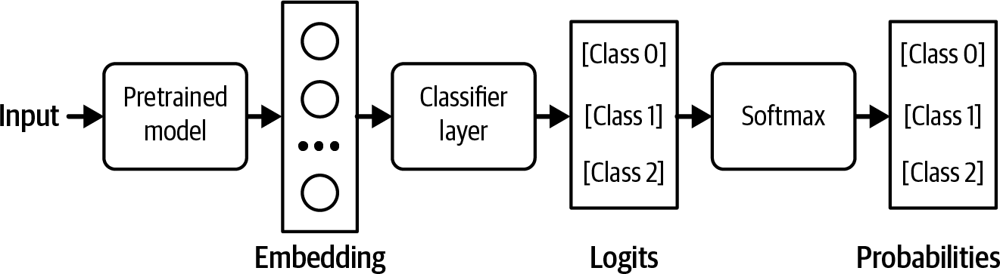 Input
Pretrained
model
Embedding
Classifier
layer
[Class 0]
[Class 1]
[Class 2]
Logits
Softmax
[Class 0]
[Class 1]
[Class 2]
Probabilities